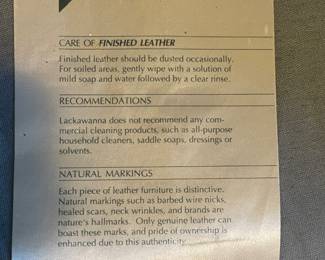 CARE OF FINISHED LEATHER
Finished leather should be dusted occasionally.
For soiled areas, gently wipe with a solution of
mild soap and water followed by a clear rinse.
RECOMMENDATIONS
Lackawanna does not recommend any com-
mercial cleaning products, such as all-purpose
household cleaners, saddle soaps, dressings or
solvents.
NATURAL MARKINGS
Each piece of leather furniture is distinctive.
Natural markings such as barbed wire nicks,
healed scars, neck wrinkles, and brands are
nature's hallmarks. Only genuine leather can
boast these marks, and pride of ownership is
enhanced due to this authenticity.